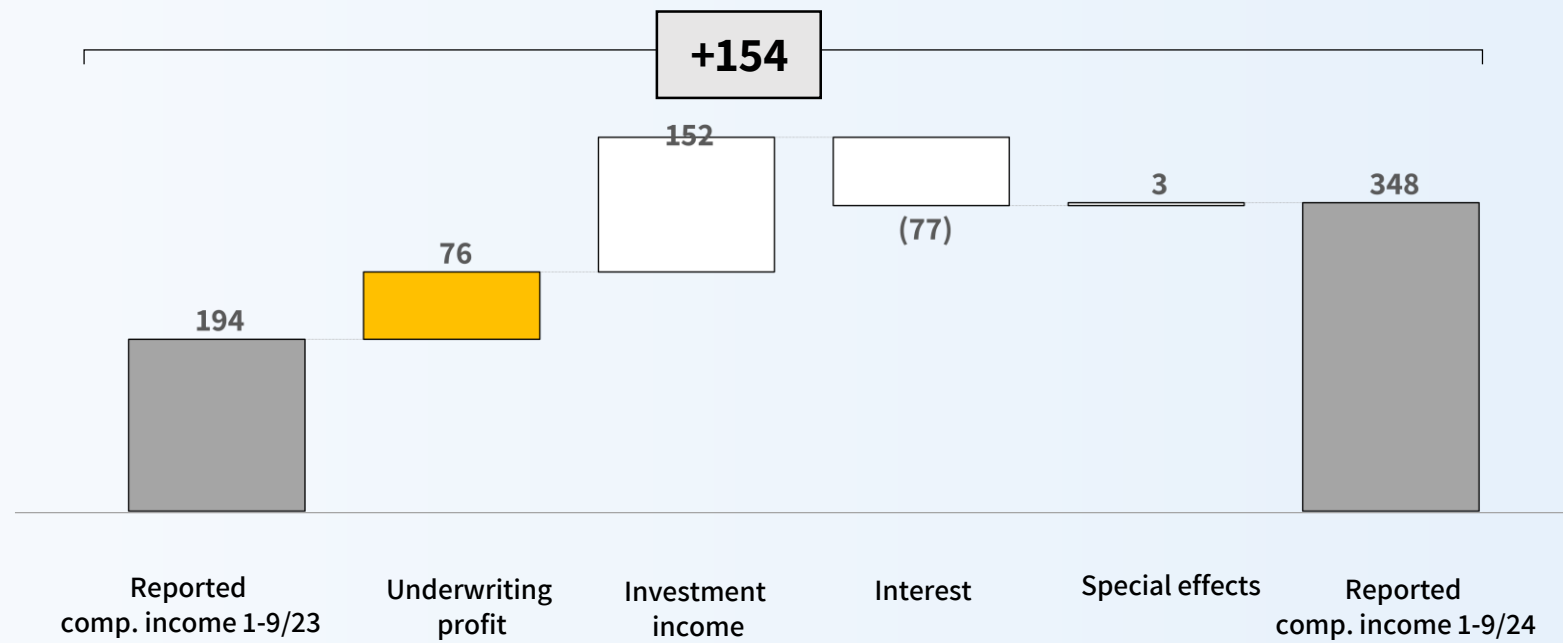 +154
152
3
348
(77)
76
194
Reported
comp. income 1-9/23
Underwriting
profit
Investment
income
Interest
Special effects
Reported
comp. income 1-9/24